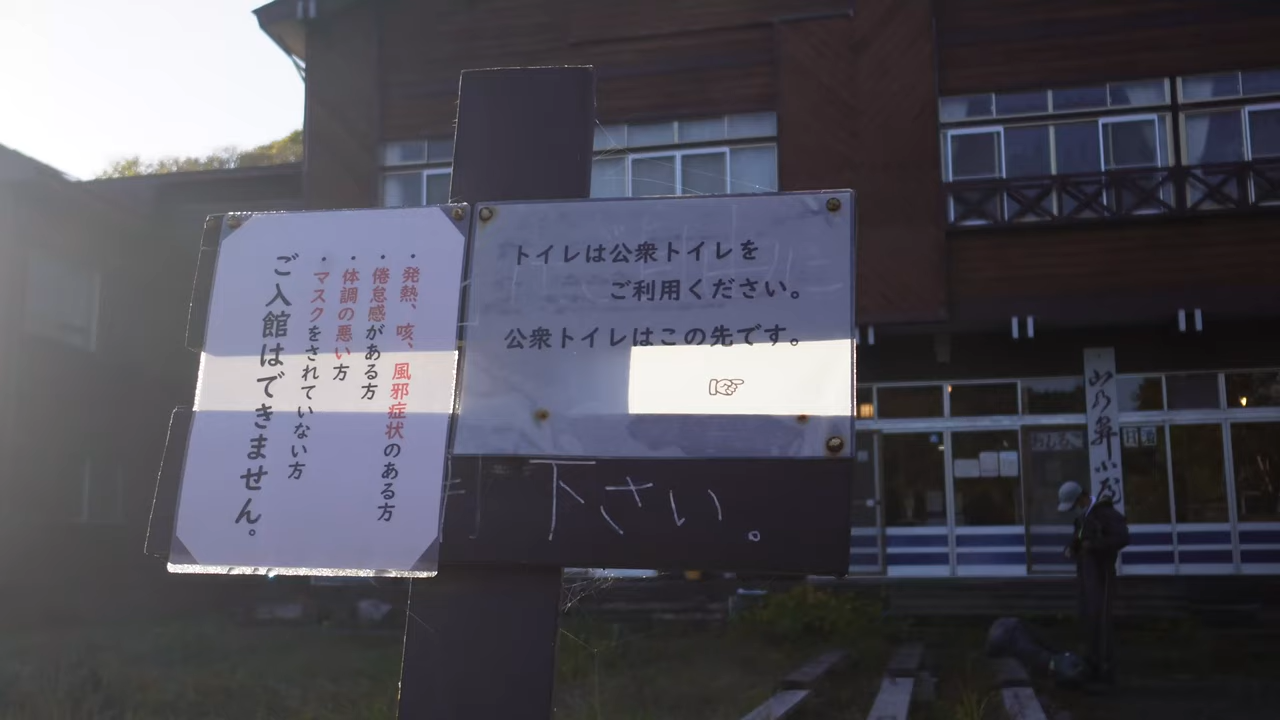 ・発熱、咳、風邪症状のある方
・倦怠感がある方
・体調の悪い方
・マスクをされていない方
ご入館はできません。
トイレは公衆トイレを
ご利用ください。
公衆トイレはこの先です。
下さい。
山乃昇小屋